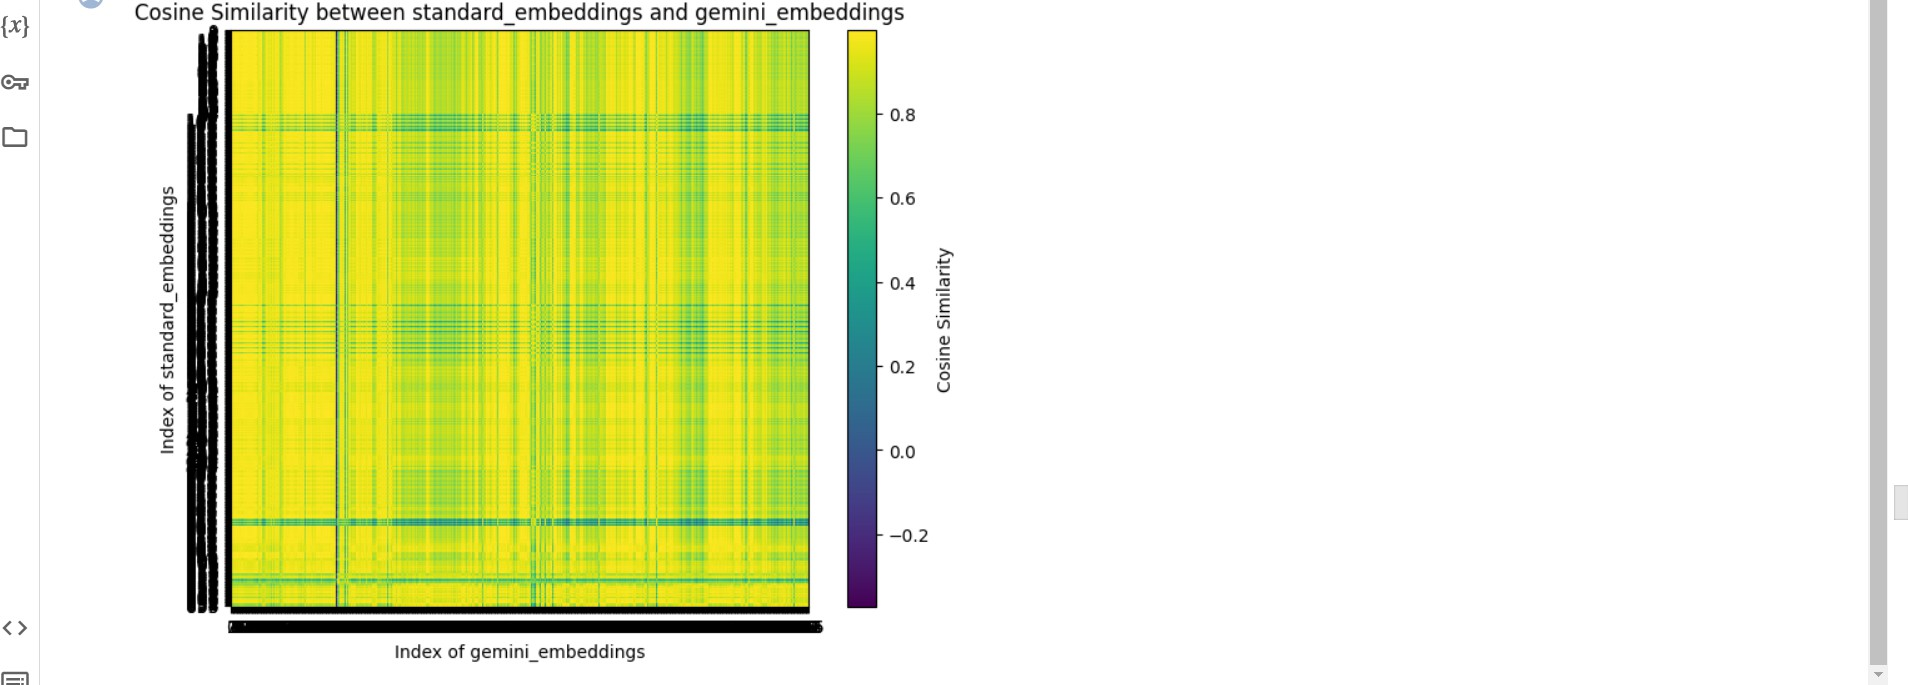 Cosine Similarity between standard_embeddings and gemini_embeddings
{x}
0.8
0.6
0.4
0.2
0.0
−0.2
Cosine Similarity
Index of standard_embeddings
Index of gemini_embeddings